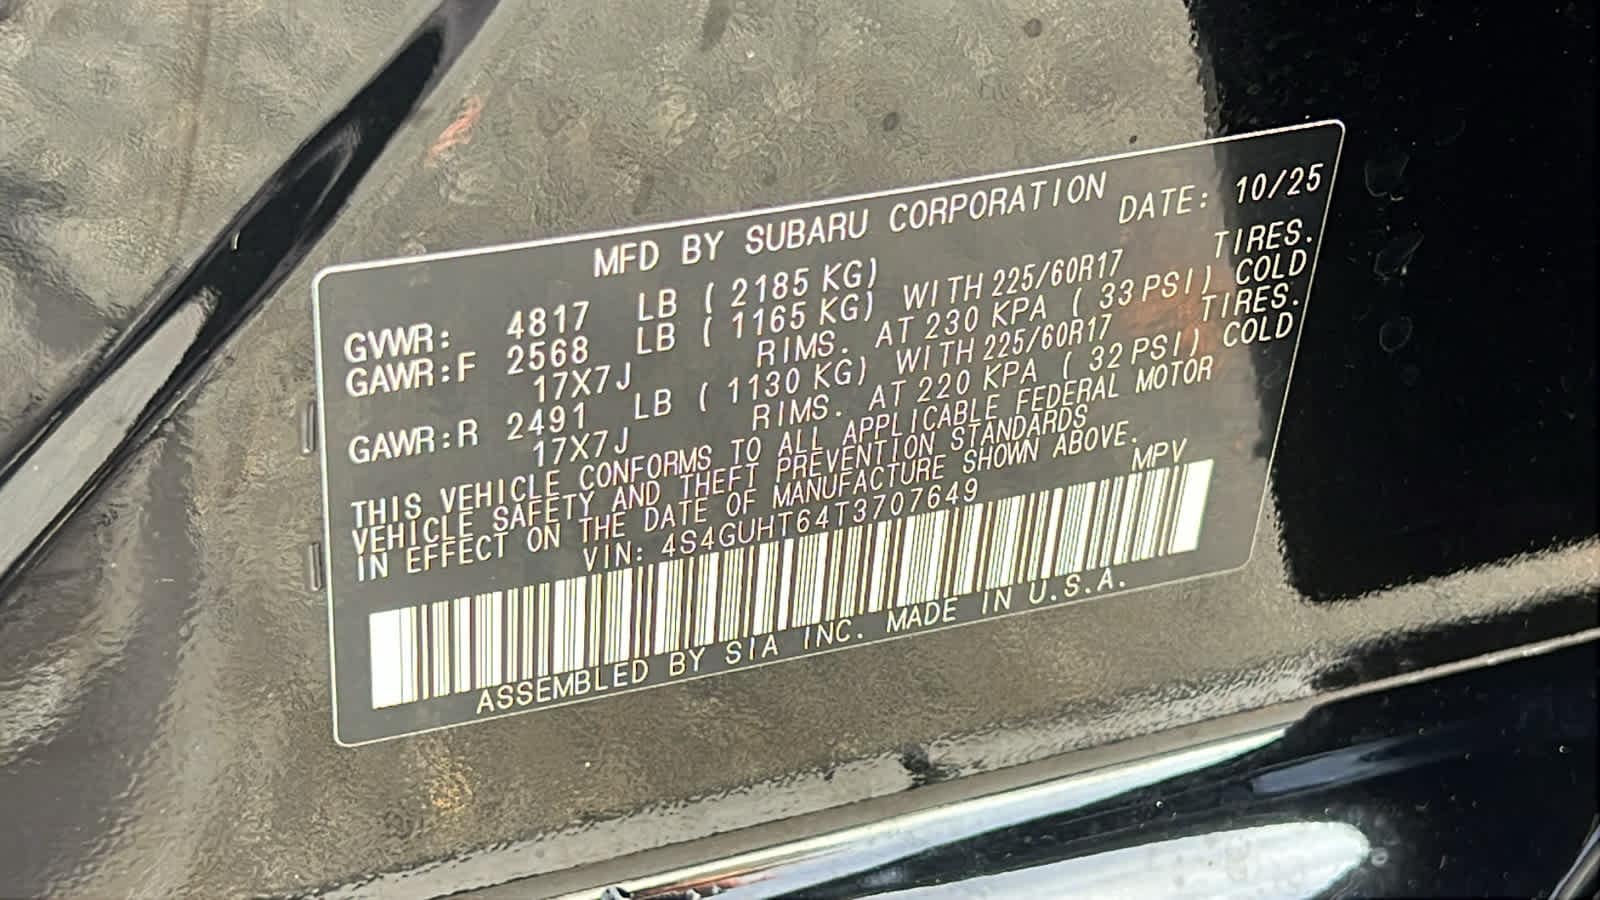 MFD BY SUBARU CORPORATION
DATE: 10/25
GVWR: 4817 LB ( 2185 KG)
GAWR:F 2568 LB ( 1165 KG) WITH 225/60R17 TIRES.
17X7J RIMS. AT 230 KPA ( 33 PSI) COLD
GAWR:R 2491 LB ( 1130 KG) WITH 225/60R17 TIRES.
17X7J RIMS. AT 220 KPA ( 32 PSI) COLD
THIS VEHICLE CONFORMS TO ALL APPLICABLE FEDERAL MOTOR
VEHICLE SAFETY AND THEFT PREVENTION STANDARDS
IN EFFECT ON THE DATE OF MANUFACTURE SHOWN ABOVE.
VIN: 4S4GUHT64T3707649 MPV
ASSEMBLED BY SIA INC. MADE IN U.S.A.